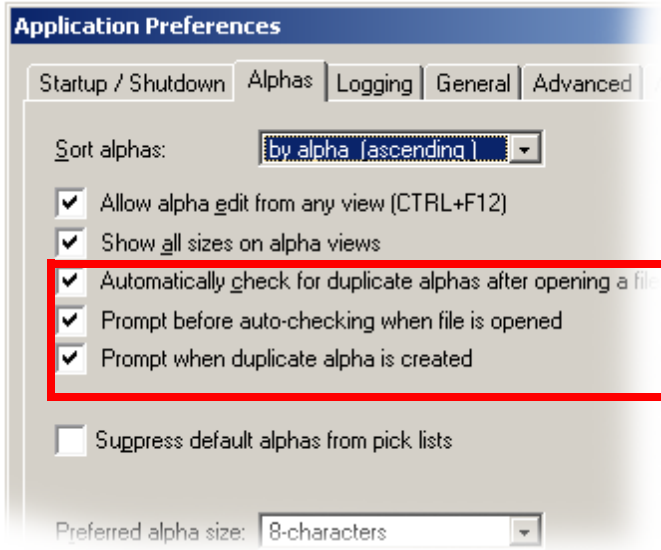 Application Preferences
Startup / Shutdown Alphas Logging General Advanced
Sort alphas: by alpha (ascending )
Allow alpha edit from any view (CTRL+F12)
Show all sizes on alpha views
Automatically check for duplicate alphas after opening a file
Prompt before auto-checking when file is opened
Prompt when duplicate alpha is created
Suppress default alphas from pick lists
Preferred alpha size: 8-characters